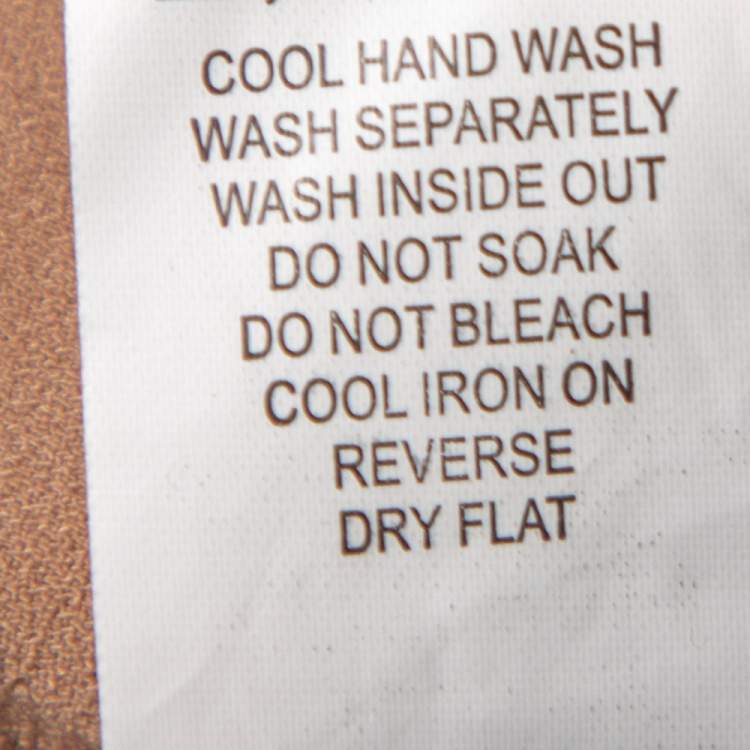 COOL HAND WASH
WASH SEPARATELY
WASH INSIDE OUT
DO NOT SOAK
DO NOT BLEACH
COOL IRON ON
REVERSE
DRY FLAT